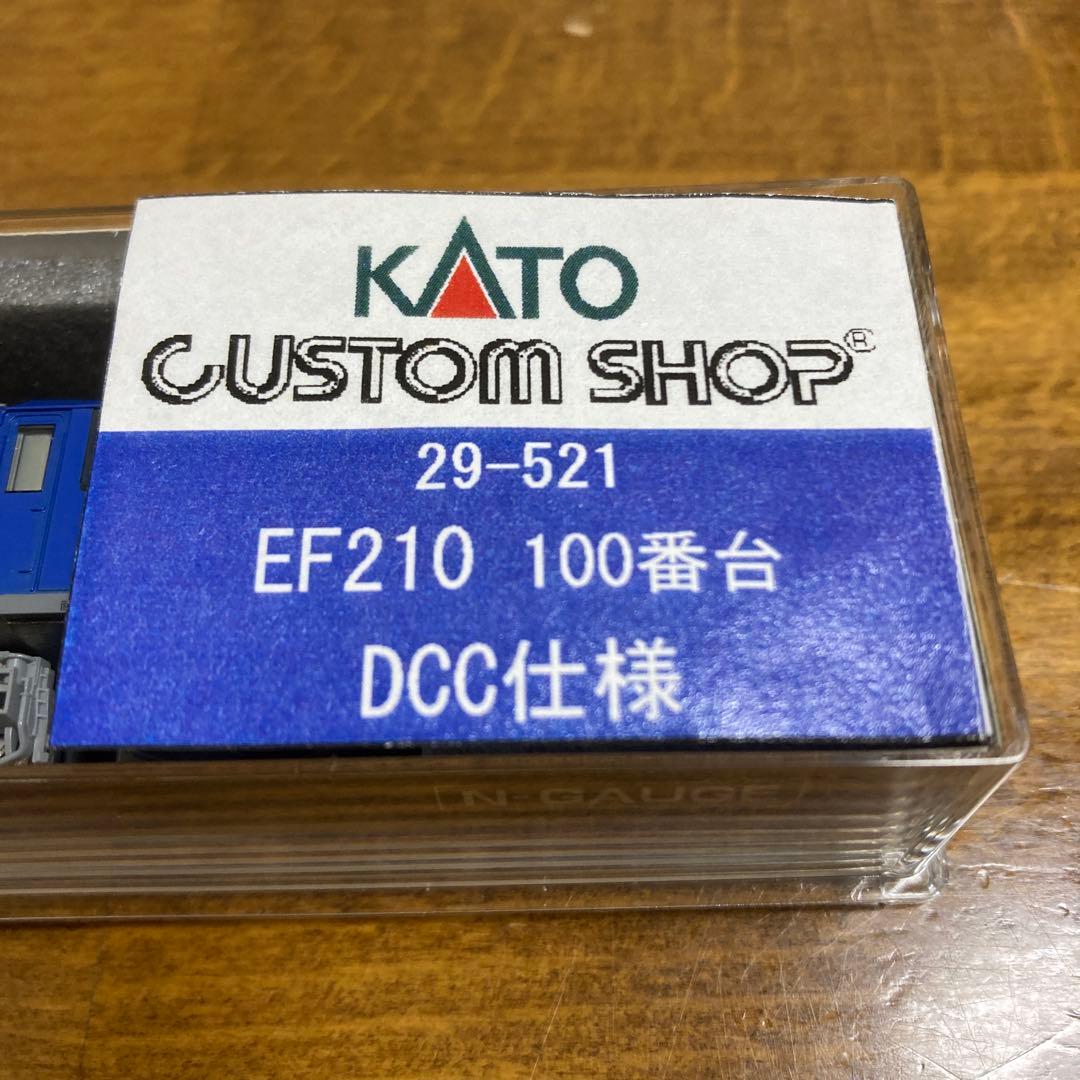 KATO
CUSTOM SHOP®
29-521
EF210 100番台
DCC仕様
N-GAUGE